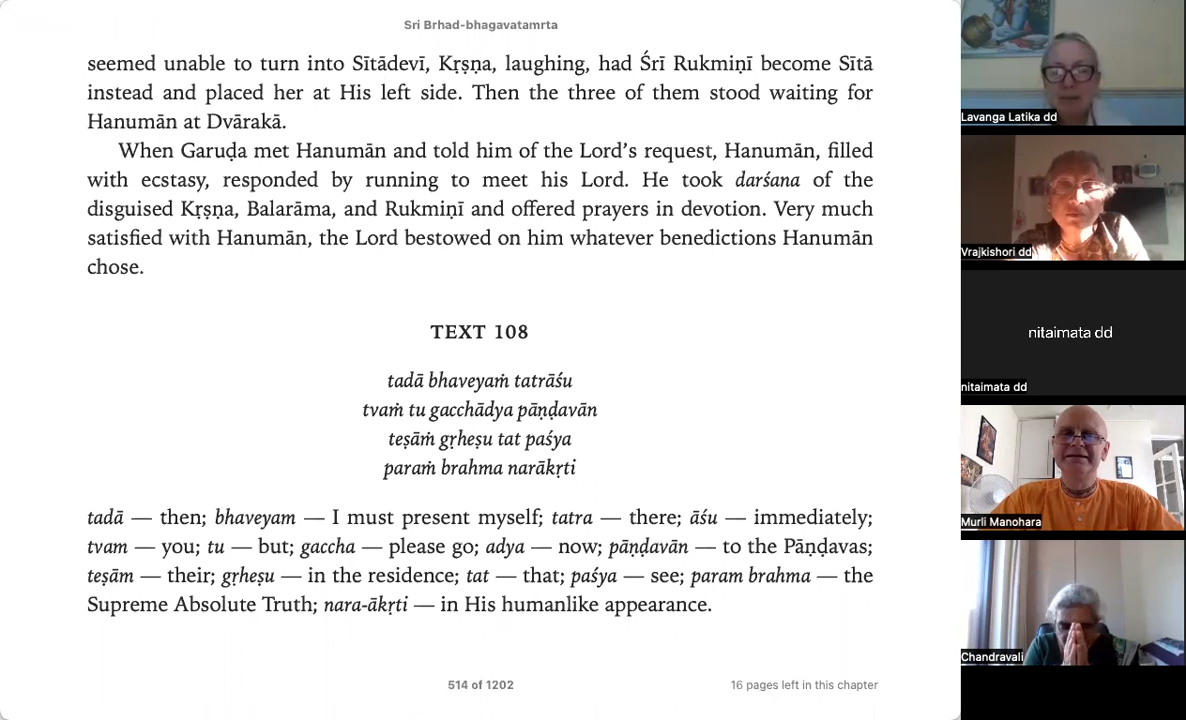 Sri Brhad-bhagavatamrta
seemed unable to turn into Sītādevī, Kṛṣṇa, laughing, had Śrī Rukmiṇī become Sītā
instead and placed her at His left side. Then the three of them stood waiting for
Hanumān at Dvārakā.
When Garuḍa met Hanumān and told him of the Lord’s request, Hanumān, filled
with ecstasy, responded by running to meet his Lord. He took darśana of the
disguised Kṛṣṇa, Balarāma, and Rukmiṇī and offered prayers in devotion. Very much
satisfied with Hanumān, the Lord bestowed on him whatever benedictions Hanumān
chose.
TEXT 108
tadā bhaveyaṁ tatrāśu
tvaṁ tu gacchādya pāṇḍavān
teṣāṁ gṛheṣu tat paśya
paraṁ brahma narākṛti
tadā — then; bhaveyam — I must present myself; tatra — there; āśu — immediately;
tvam — you; tu — but; gaccha — please go; adya — now; pāṇḍavān — to the Pāṇḍavas;
teṣām — their; gṛheṣu — in the residence; tat — that; paśya — see; param brahma — the
Supreme Absolute Truth; nara-ākṛti — in His humanlike appearance.
514 of 1202
16 pages left in this chapter
Lavanga Latika dd
Vrajkishori dd
nitaimata dd
nitaimata dd
Murli Manohara
Chandravali